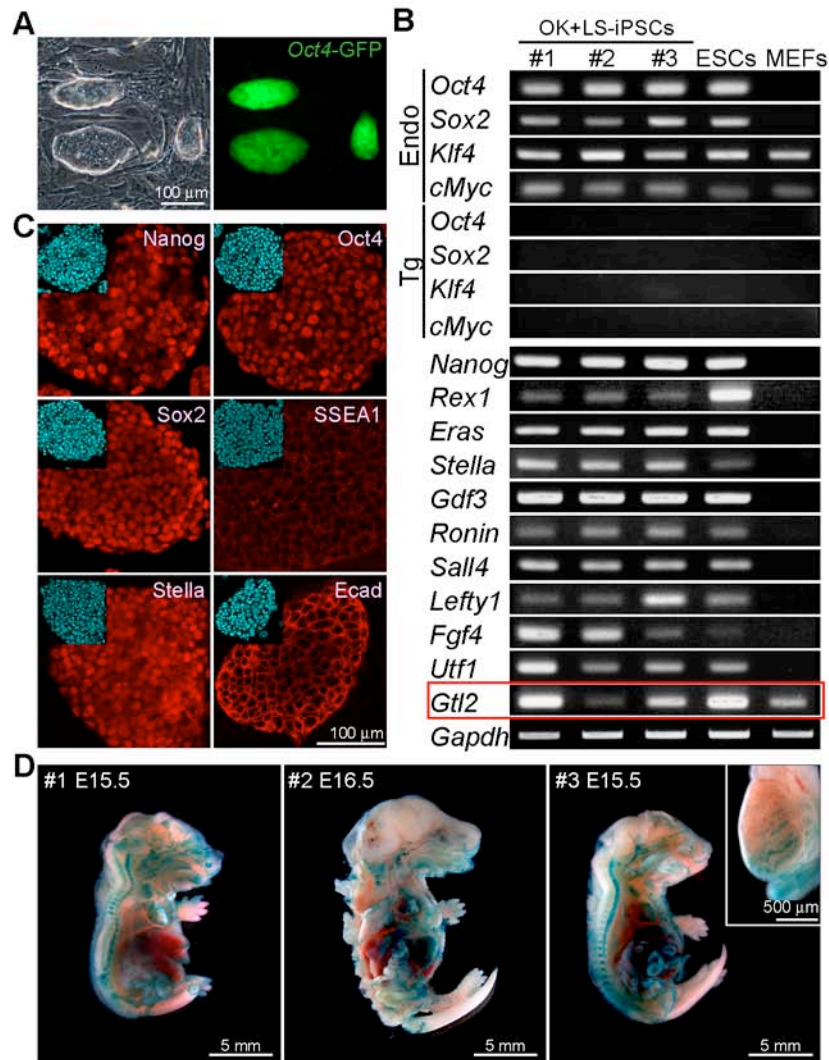 A
Oct4-GFP
100 µm
B
OK+LS-iPSCs
#1 #2 #3 ESCs MEFs
Endo
Oct4
Sox2
Klf4
cMyc
Tg
Oct4
Sox2
Klf4
cMyc
Nanog
Rex1
Eras
Stella
Gdf3
Ronin
Sall4
Lefty1
Fgf4
Utf1
Gtl2
Gapdh
C
Nanog
Oct4
Sox2
SSEA1
Stella
Ecad
100 µm
D
#1 E15.5
5 mm
#2 E16.5
5 mm
#3 E15.5
500 µm
5 mm